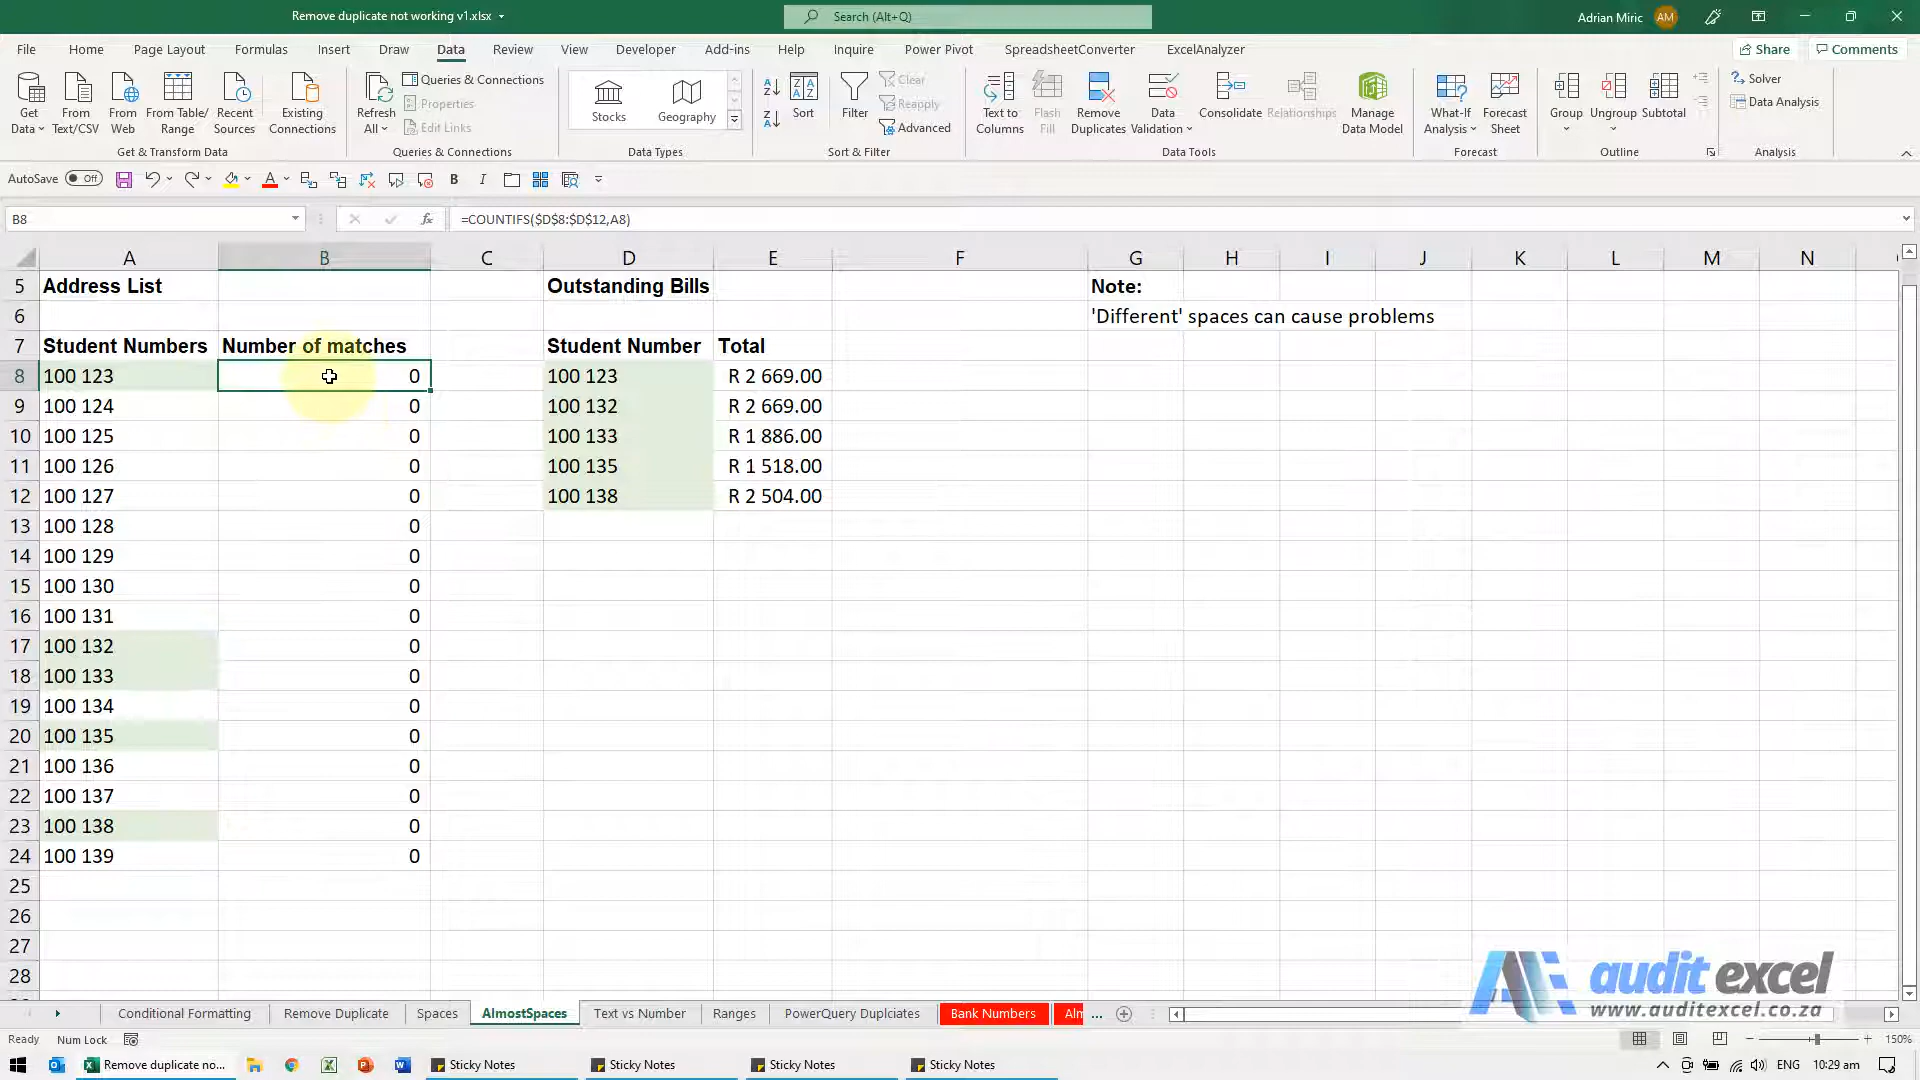 Remove duplicate not working v1.xlsx
Search (Alt+Q)
Adrian Miric AM
File Home Page Layout Formulas Insert Draw Data Review View Developer Add-ins Help Inquire Power Pivot SpreadsheetConverter ExcelAnalyzer Share Comments
Get Data From Text/CSV From Web From Table/Range Recent Sources Existing Connections
Get & Transform Data
Refresh All Queries & Connections Properties Edit Links
Queries & Connections
Stocks Geography
Data Types
Sort Filter Clear Reapply Advanced
Sort & Filter
Text to Columns Flash Fill Remove Duplicates Data Validation Consolidate Relationships Manage Data Model
Data Tools
What-If Analysis Forecast Sheet
Forecast
Group Ungroup Subtotal
Outline
Solver Data Analysis
Analysis
AutoSave Off B I
B8 fx =COUNTIFS($D$8:$D$12,A8)
A B C D E F G H I J K L M N
5 Address List Outstanding Bills Note:
6 'Different' spaces can cause problems
7 Student Numbers Number of matches Student Number Total
8 100 123 0 100 123 R 2 669.00
9 100 124 0 100 132 R 2 669.00
10 100 125 0 100 133 R 1 886.00
11 100 126 0 100 135 R 1 518.00
12 100 127 0 100 138 R 2 504.00
13 100 128 0
14 100 129 0
15 100 130 0
16 100 131 0
17 100 132 0
18 100 133 0
19 100 134 0
20 100 135 0
21 100 136 0
22 100 137 0
23 100 138 0
24 100 139 0
25
26
27
28
audit excel
www.auditexcel.co.za
Conditional Formatting Remove Duplicate Spaces AlmostSpaces Text vs Number Ranges PowerQuery Duplciates Bank Numbers Alm ...
Ready Num Lock 150%
Remove duplicate no... Sticky Notes Sticky Notes Sticky Notes Sticky Notes ENG 10:29 am